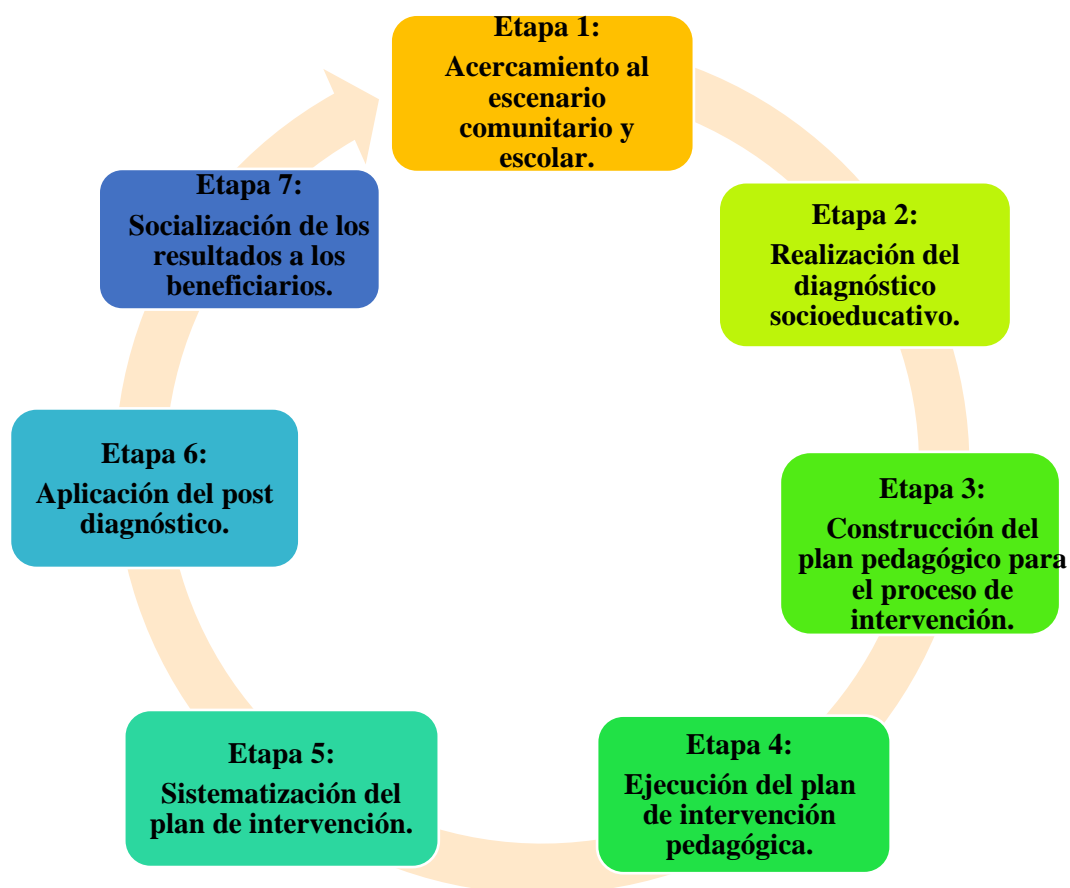 Etapa 1:
Acercamiento al
escenario
comunitario y
escolar.
Etapa 2:
Realización del
diagnóstico
socioeducativo.
Etapa 3:
Construcción del
plan pedagógico para
el proceso de
intervención.
Etapa 4:
Ejecución del plan
de intervención
pedagógica.
Etapa 5:
Sistematización del
plan de intervención.
Etapa 6:
Aplicación del post
diagnóstico.
Etapa 7:
Socialización de los
resultados a los
beneficiarios.